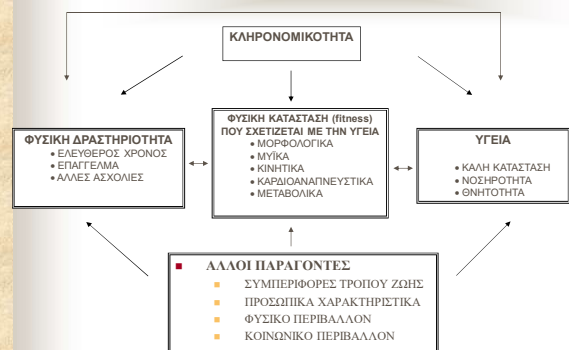 ΚΛΗΡΟΝΟΜΙΚΟΤΗΤΑ
ΦΥΣΙΚΗ ΔΡΑΣΤΗΡΙΟΤΗΤΑ
• ΕΛΕΥΘΕΡΟΣ ΧΡΟΝΟΣ
• ΕΠΑΓΓΕΛΜΑ
• ΑΛΛΕΣ ΑΣΧΟΛΙΕΣ
ΦΥΣΙΚΗ ΚΑΤΑΣΤΑΣΗ (fitness)
ΠΟΥ ΣΧΕΤΙΖΕΤΑΙ ΜΕ ΤΗΝ ΥΓΕΙΑ
• ΜΟΡΦΟΛΟΓΙΚΑ
• ΜΥΪΚΑ
• ΚΙΝΗΤΙΚΑ
• ΚΑΡΔΙΟΑΝΑΠΝΕΥΣΤΙΚΑ
• ΜΕΤΑΒΟΛΙΚΑ
ΥΓΕΙΑ
• ΚΑΛΗ ΚΑΤΑΣΤΑΣΗ
• ΝΟΣΗΡΟΤΗΤΑ
• ΘΝΗΤΟΤΗΤΑ
ΑΛΛΟΙ ΠΑΡΑΓΟΝΤΕΣ
ΣΥΜΠΕΡΙΦΟΡΕΣ ΤΡΟΠΟΥ ΖΩΗΣ
ΠΡΟΣΩΠΙΚΑ ΧΑΡΑΚΤΗΡΙΣΤΙΚΑ
ΦΥΣΙΚΟ ΠΕΡΙΒΑΛΛΟΝ
ΚΟΙΝΩΝΙΚΟ ΠΕΡΙΒΑΛΛΟΝ